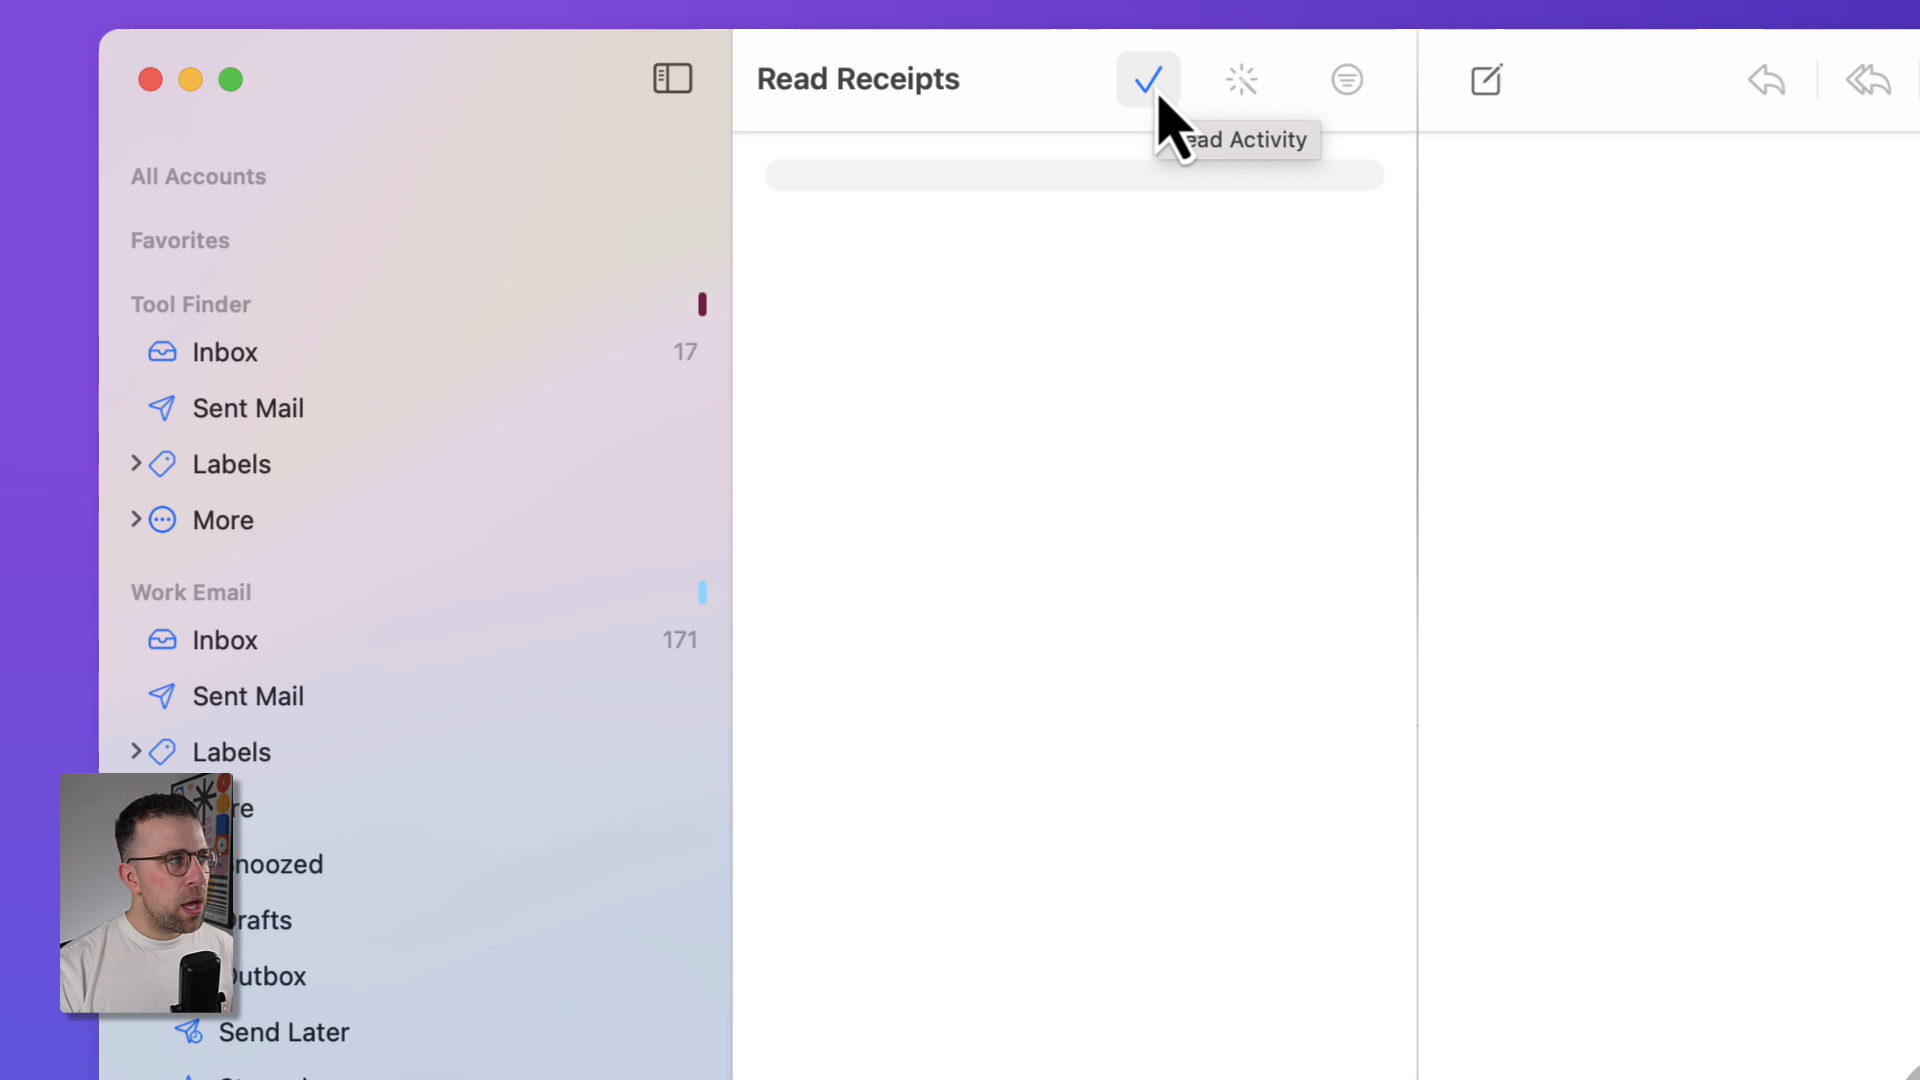 Read Receipts
ead Activity
All Accounts
Favorites
Tool Finder
Inbox 17
Sent Mail
Labels
More
Work Email
Inbox 171
Sent Mail
Labels
re
noozed
rafts
utbox
Send Later